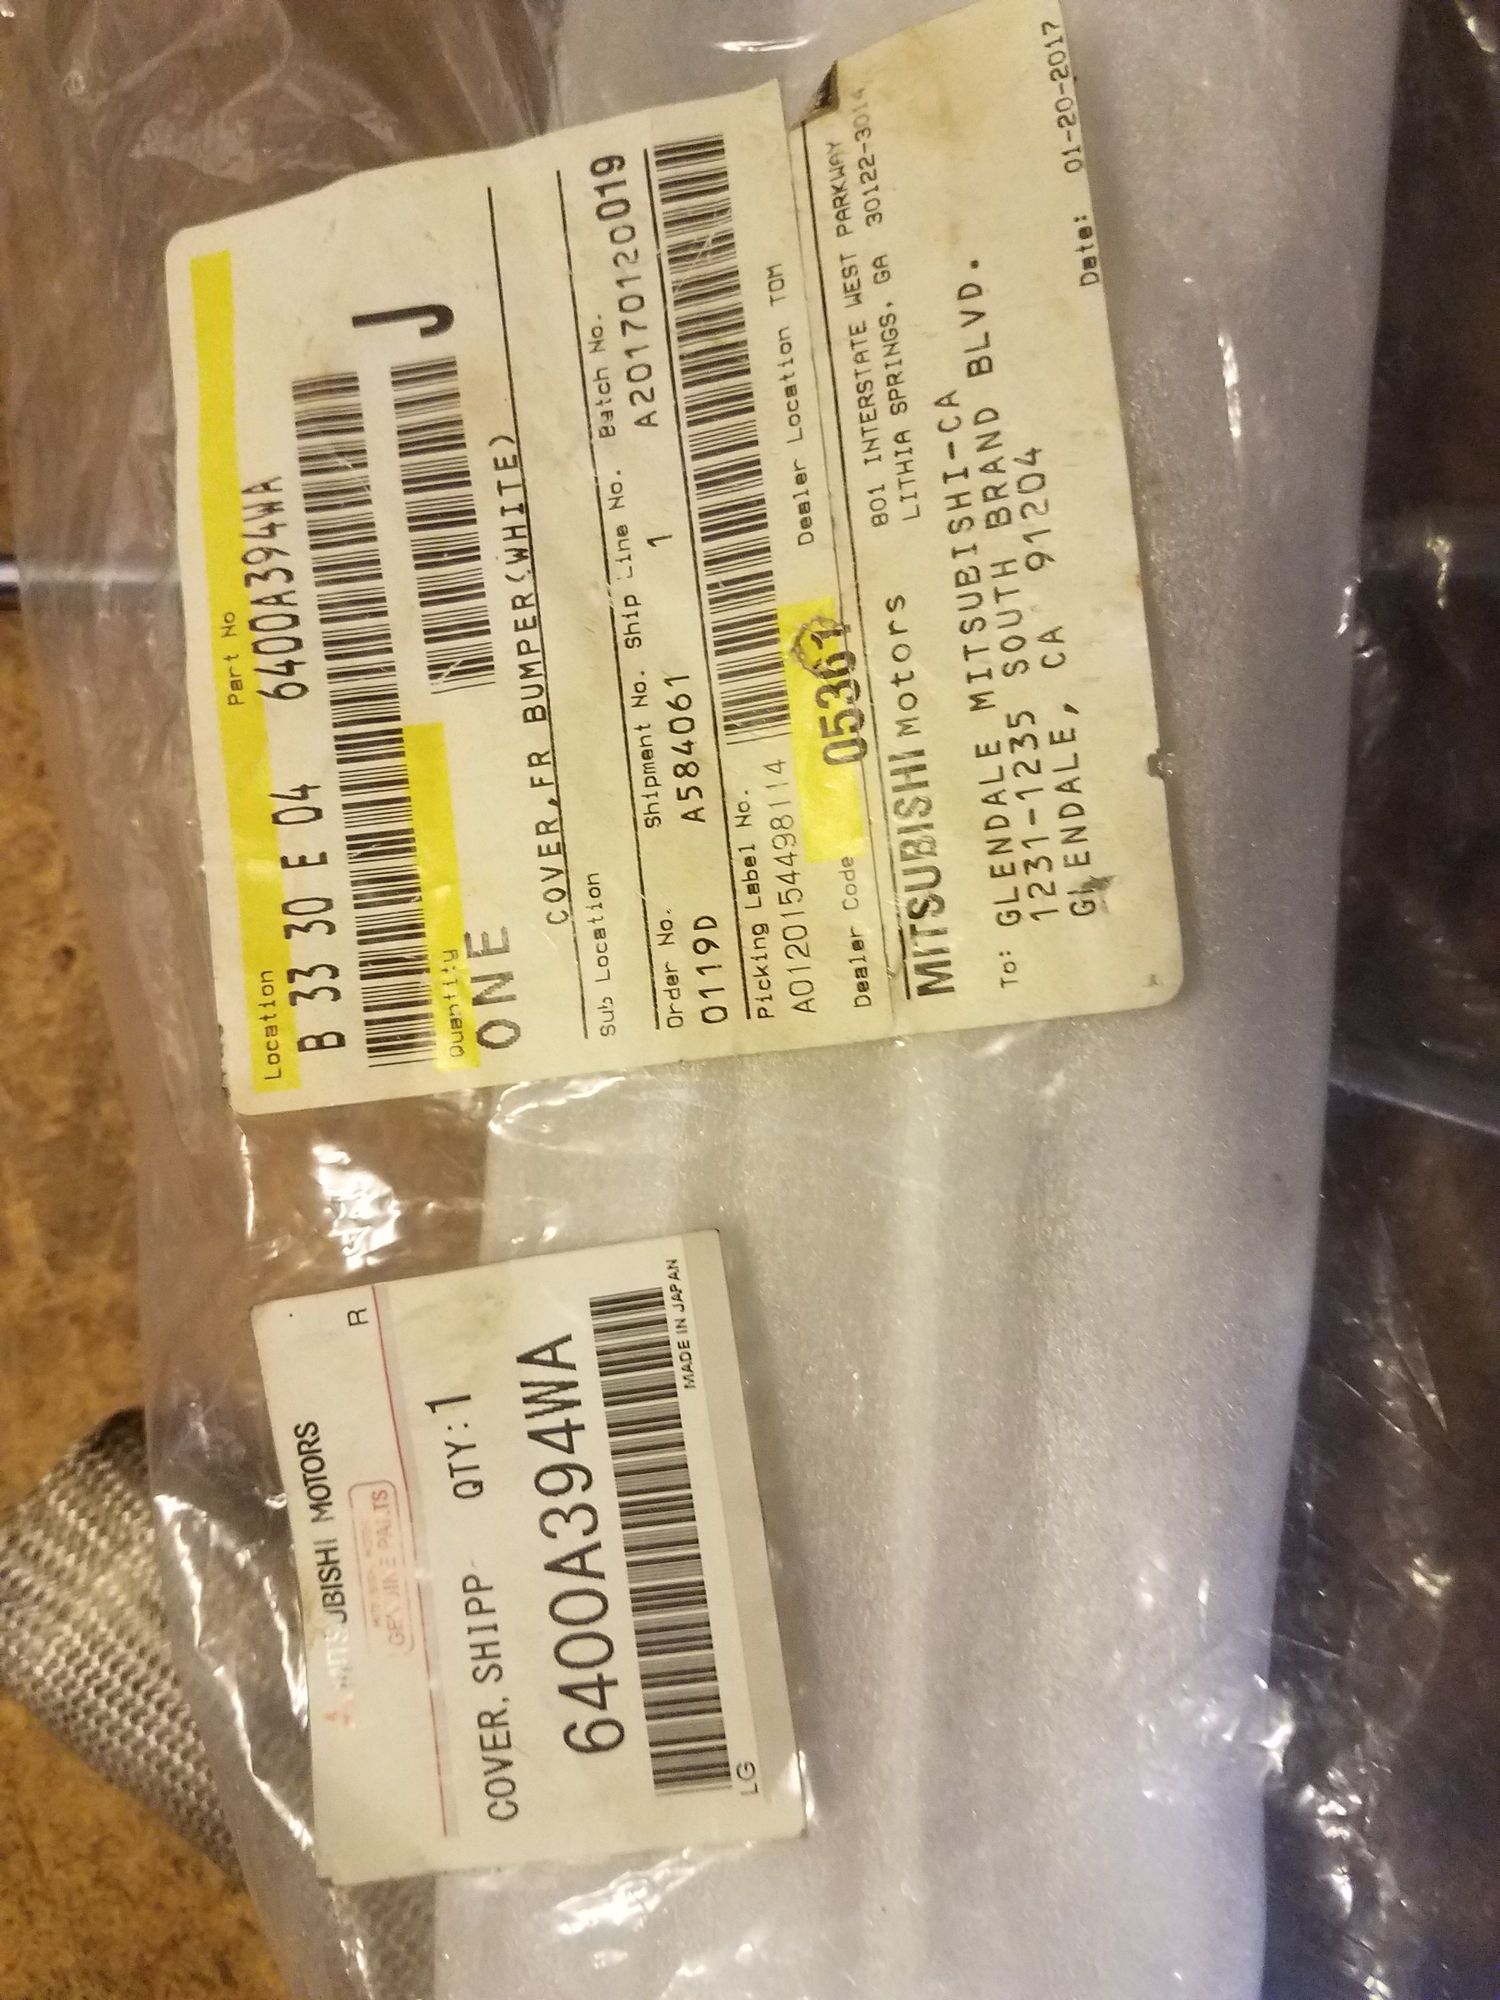 Location Part No
B 33 30 E 04 6400A394WA
Quantity
ONE J
COVER,FR BUMPER(WHITE)
Sub Location
Order No. Shipment No. Ship Line No. Batch No.
0119D A584061 1 A20170120019
Picking Label No.
A0120154498114
Dealer Code 05361 Dealer Location TOM
MITSUBISHI Motors 801 INTERSTATE WEST PARKWAY
LITHIA SPRINGS, GA 30122-3014
To: GLENDALE MITSUBISHI-CA
1231-1235 SOUTH BRAND BLVD.
GLENDALE, CA 91204
Date: 01-20-2017
MITSUBISHI MOTORS
GENUINE PARTS R
COVER,SHIPP QTY:1
6400A394WA
LG MADE IN JAPAN